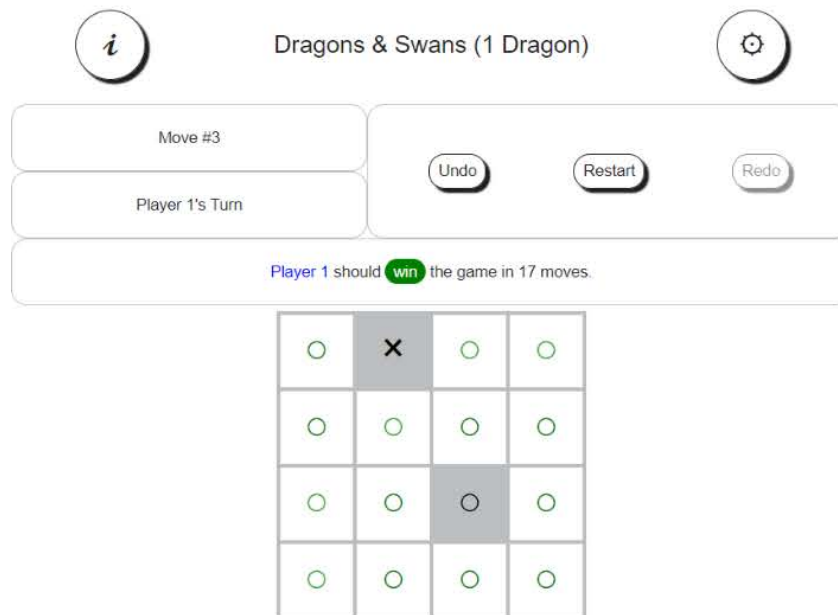 i
Dragons & Swans (1 Dragon)
Move #3
Undo Restart Redo
Player 1's Turn
Player 1 should win the game in 17 moves.
○ × ○ ○
○ ○ ○ ○
○ ○ ○ ○
○ ○ ○ ○